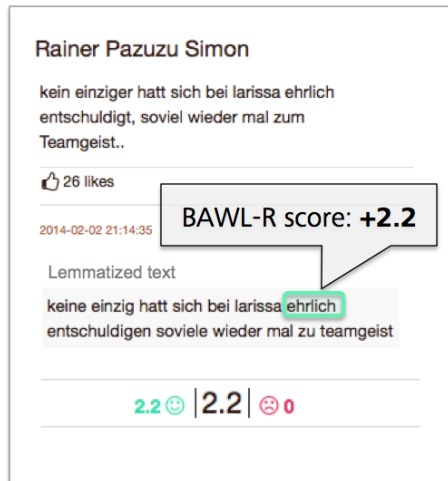 Rainer Pazuzu Simon
kein einziger hatt sich bei larissa ehrlich
entschuldigt, soviel wieder mal zum
Teamgeist..
26 likes
BAWL-R score: +2.2
2014-02-02 21:14:35
Lemmatized text
keine einzig hatt sich bei larissa ehrlich
entschuldigen soviele wieder mal zu teamgeist
2.2 |2.2| 0